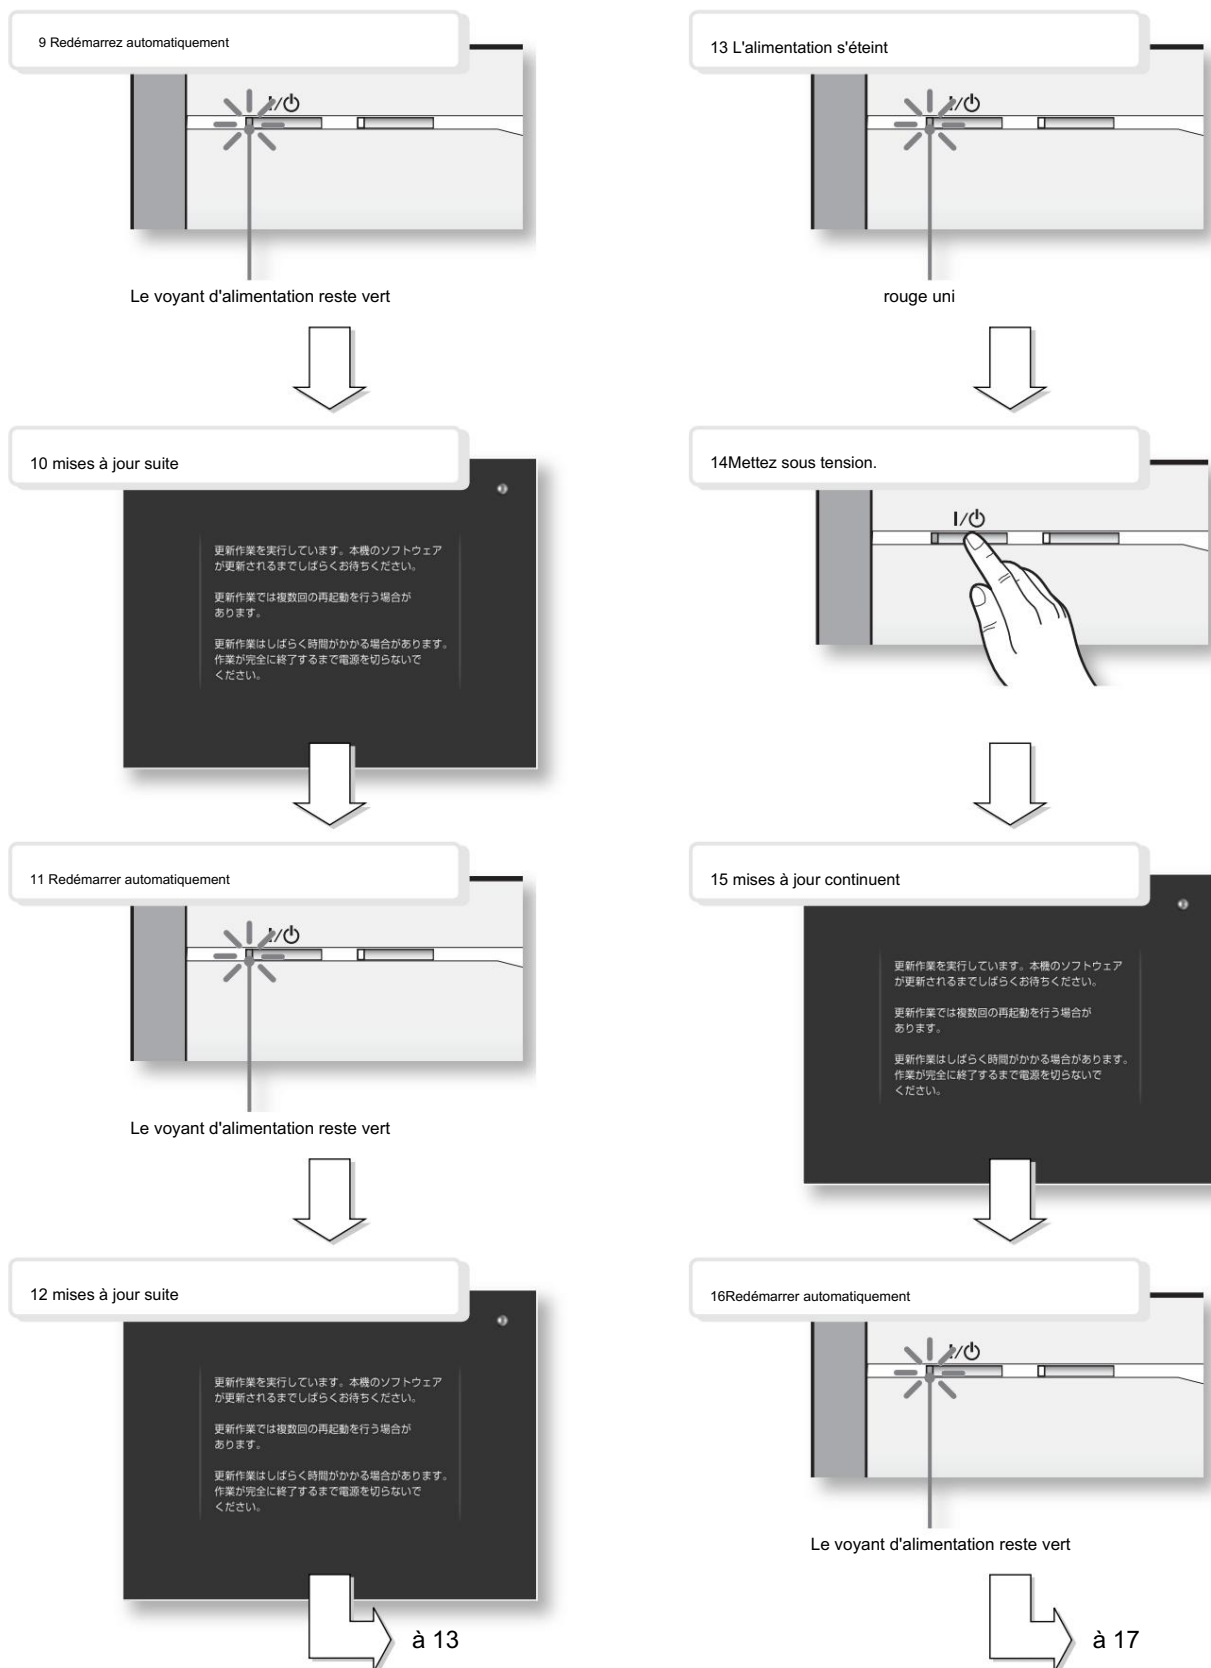 9 Redémarrez automatiquement
I/⏻
Le voyant d'alimentation reste vert
10 mises à jour suite
更新作業を実行しています。本機のソフトウェア
が更新されるまでしばらくお待ちください。
更新作業では複数回の再起動を行う場合が
あります。
更新作業はしばらく時間がかかる場合があります。
作業が完全に終了するまで電源を切らないで
ください。
11 Redémarrer automatiquement
I/⏻
Le voyant d'alimentation reste vert
12 mises à jour suite
更新作業を実行しています。本機のソフトウェア
が更新されるまでしばらくお待ちください。
更新作業では複数回の再起動を行う場合が
あります。
更新作業はしばらく時間がかかる場合があります。
作業が完全に終了するまで電源を切らないで
ください。
à 13
13 L'alimentation s'éteint
I/⏻
rouge uni
14Mettez sous tension.
I/⏻
15 mises à jour continuent
更新作業を実行しています。本機のソフトウェア
が更新されるまでしばらくお待ちください。
更新作業では複数回の再起動を行う場合が
あります。
更新作業はしばらく時間がかかる場合があります。
作業が完全に終了するまで電源を切らないで
ください。
16Redémarrer automatiquement
I/⏻
Le voyant d'alimentation reste vert
à 17